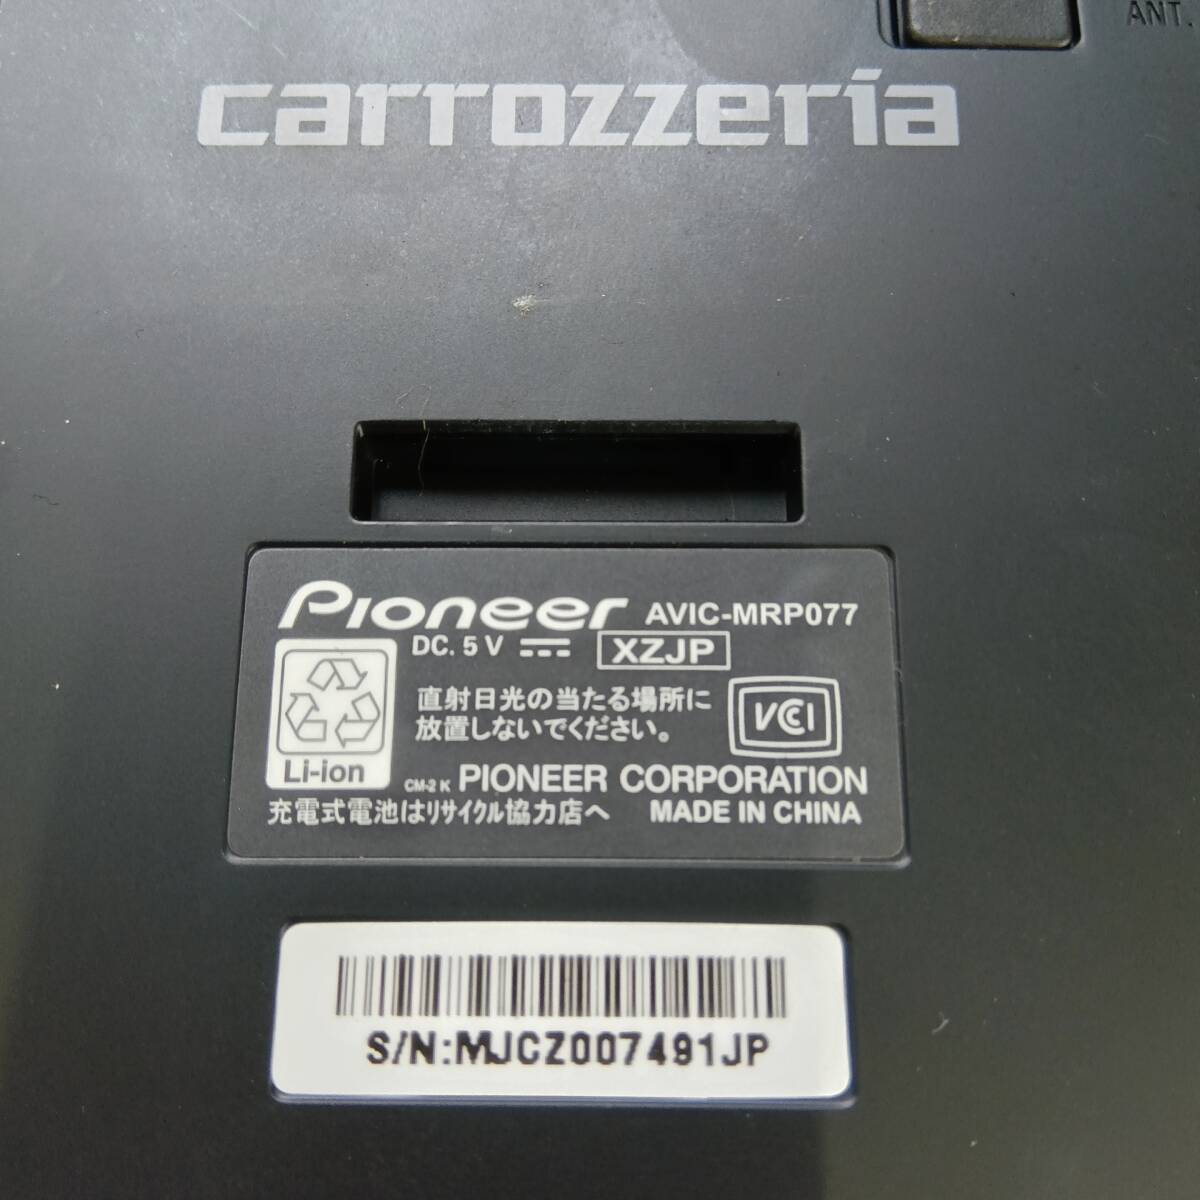 ANT.
carrozzeria
Pioneer AVIC-MRP077
DC. 5 V XZJP
直射日光の当たる場所に
放置しないでください。
VCCI
Li-ion
CM-2 K PIONEER CORPORATION
充電式電池はリサイクル協力店へ MADE IN CHINA
S/N:MJCZ007491JP